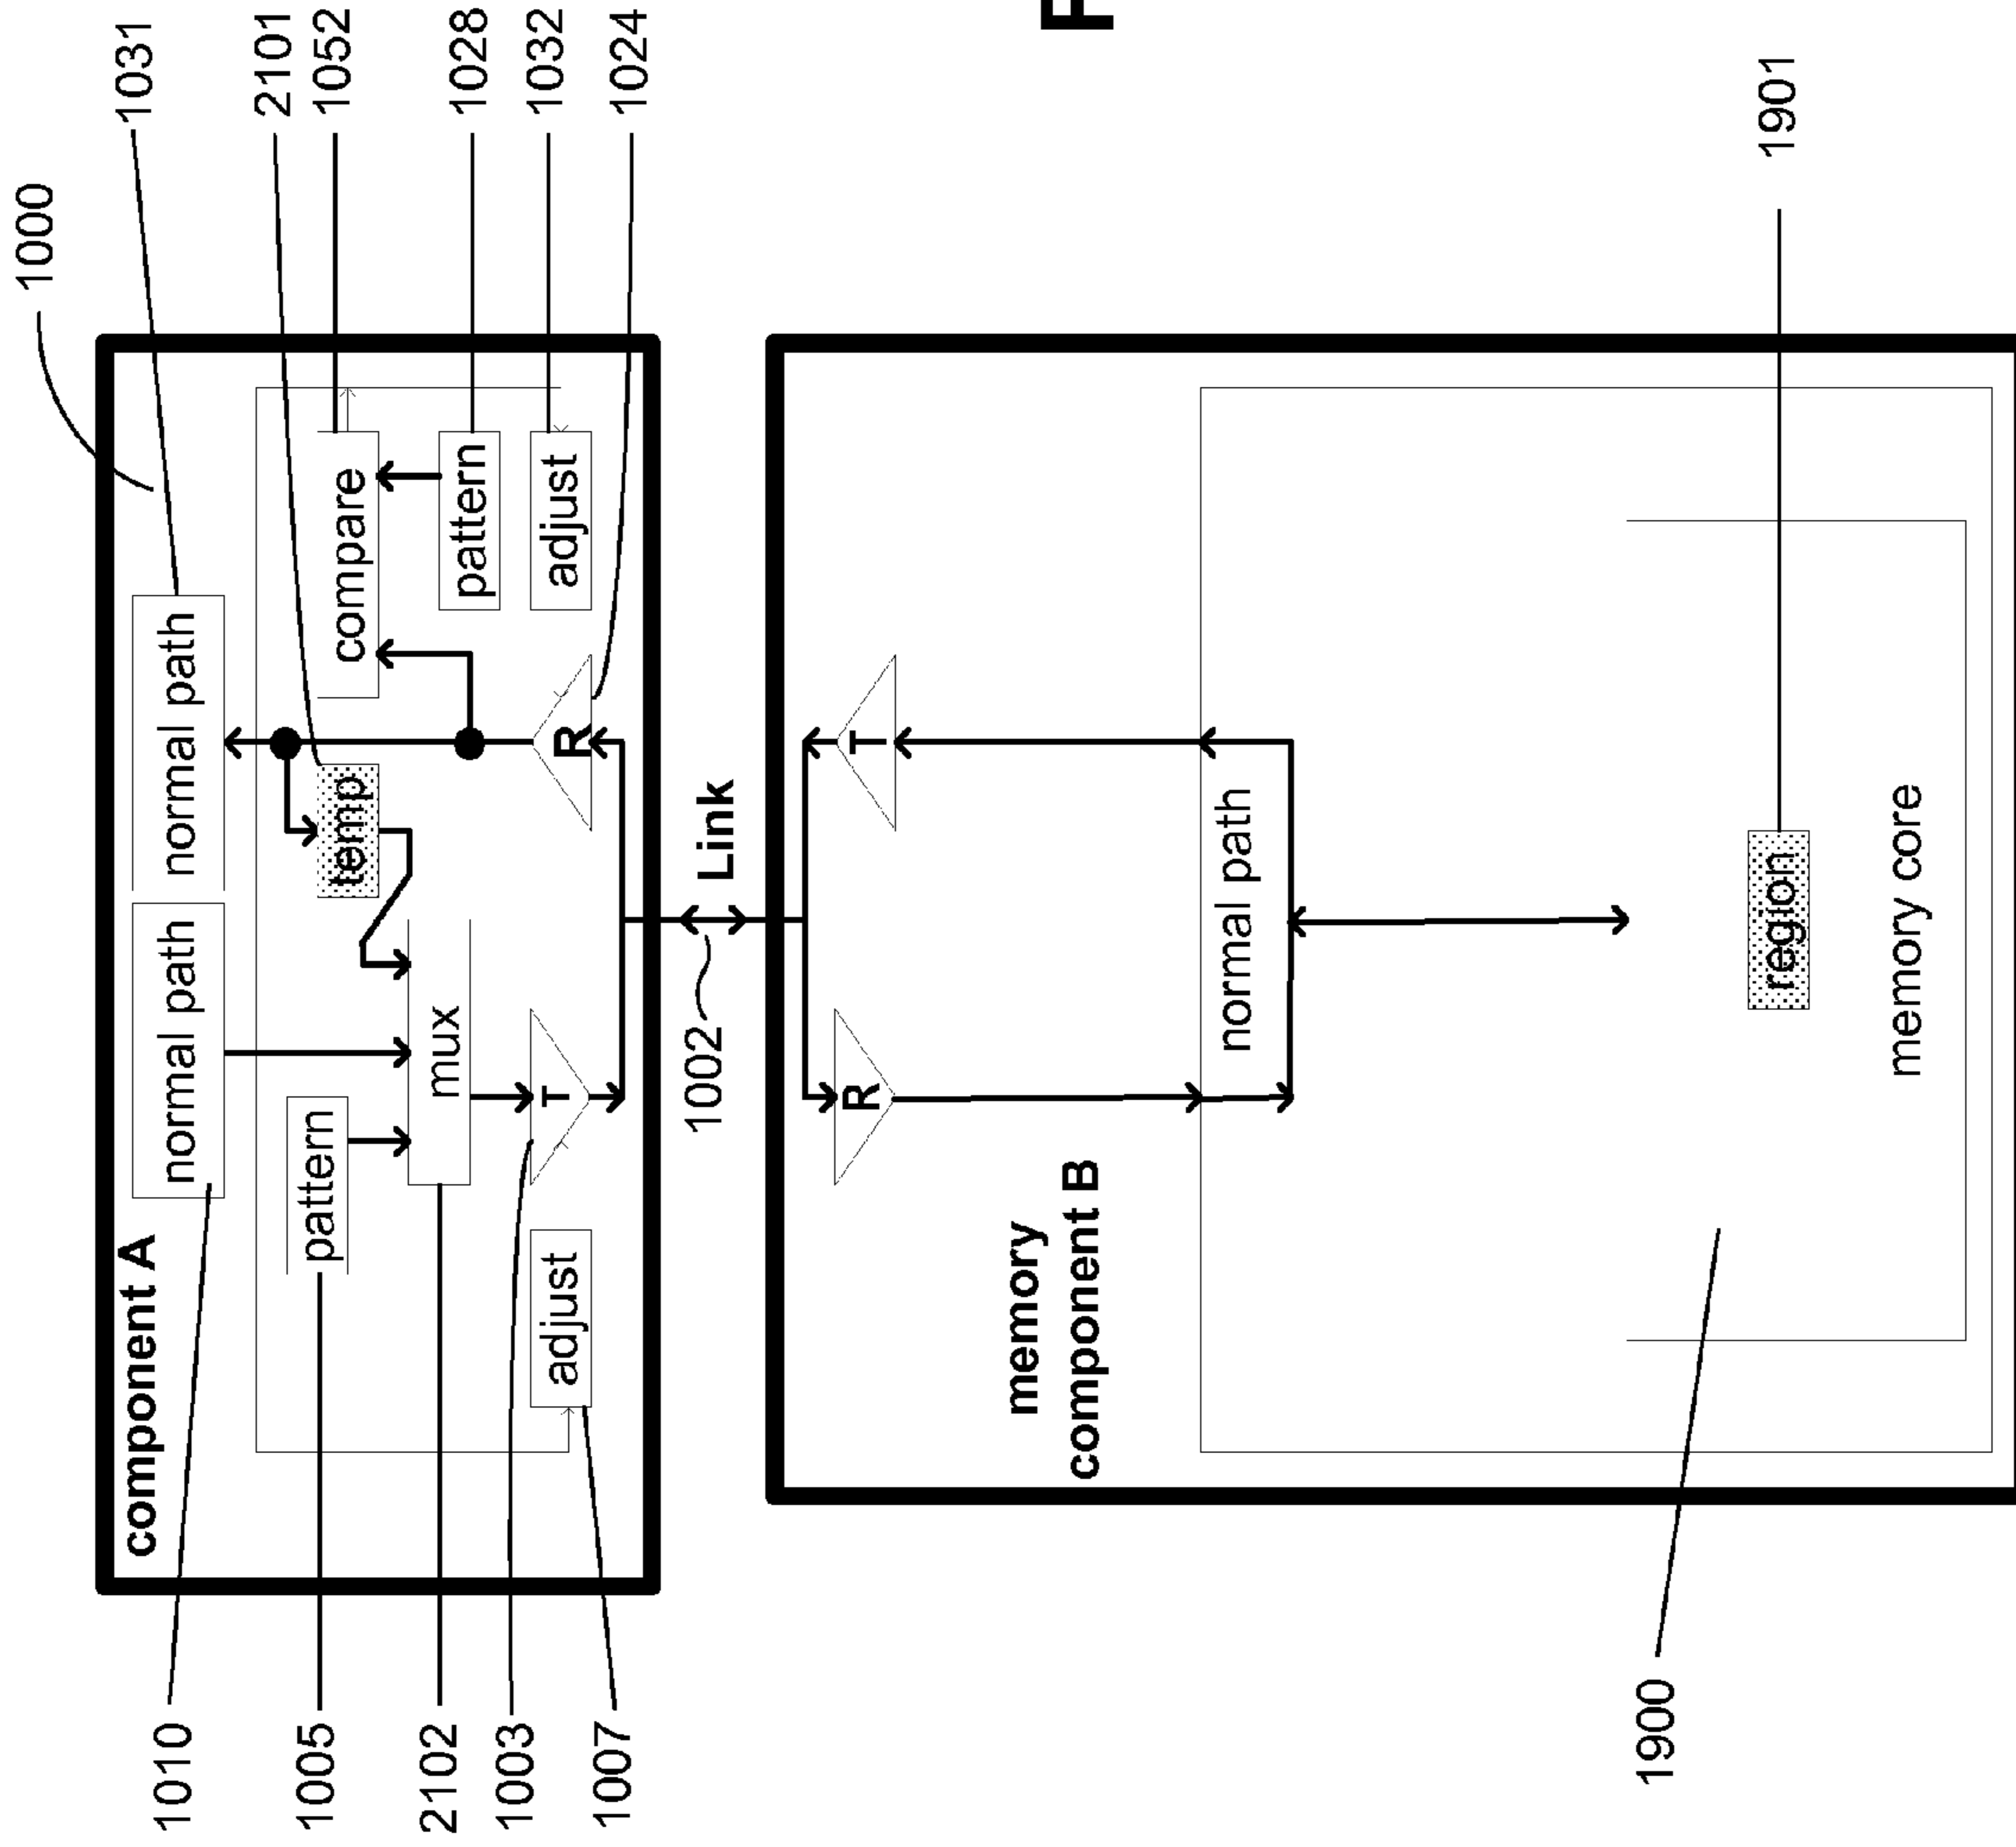 1000
1031
2101
1052
1028
1032
1024
component A
normal path
normal path
pattern
temp
compare
mux
pattern
T
R
adjust
adjust
1010
1005
2102
1003
1007
1002
Link
R
T
memory
component B
normal path
region
memory core
1900
1901
F